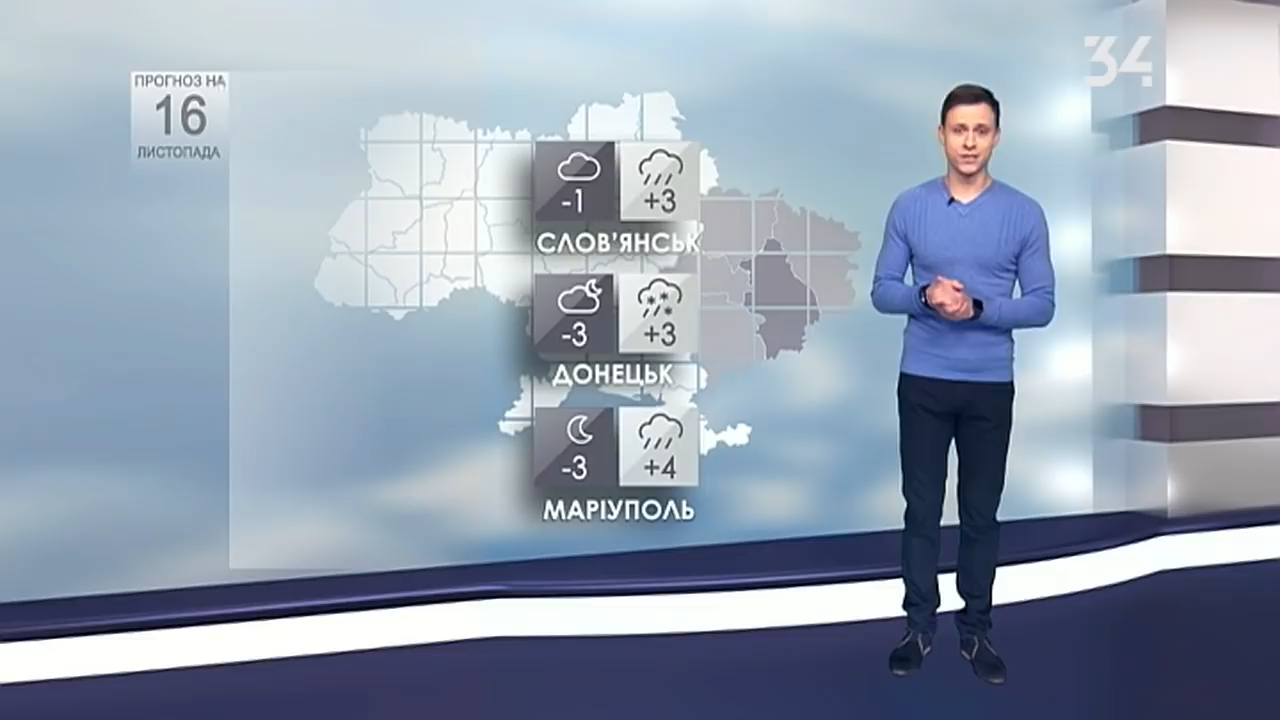 ПРОГНОЗ НА
16
ЛИСТОПАДА
34
-1 +3
СЛОВ'ЯНСЬК
-3 +3
ДОНЕЦЬК
-3 +4
МАРІУПОЛЬ